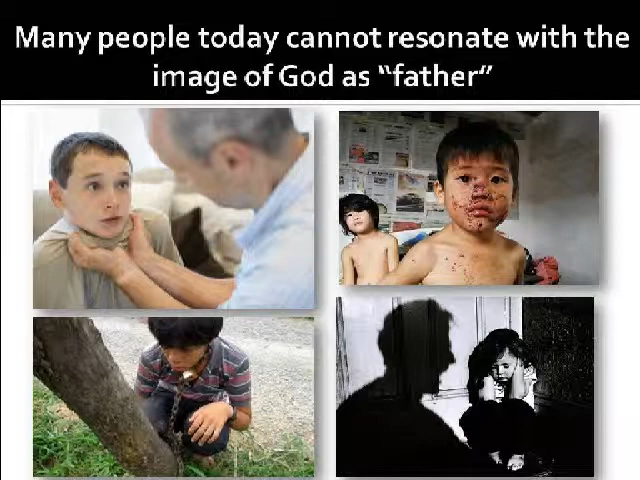 Many people today cannot resonate with the
image of God as “father”